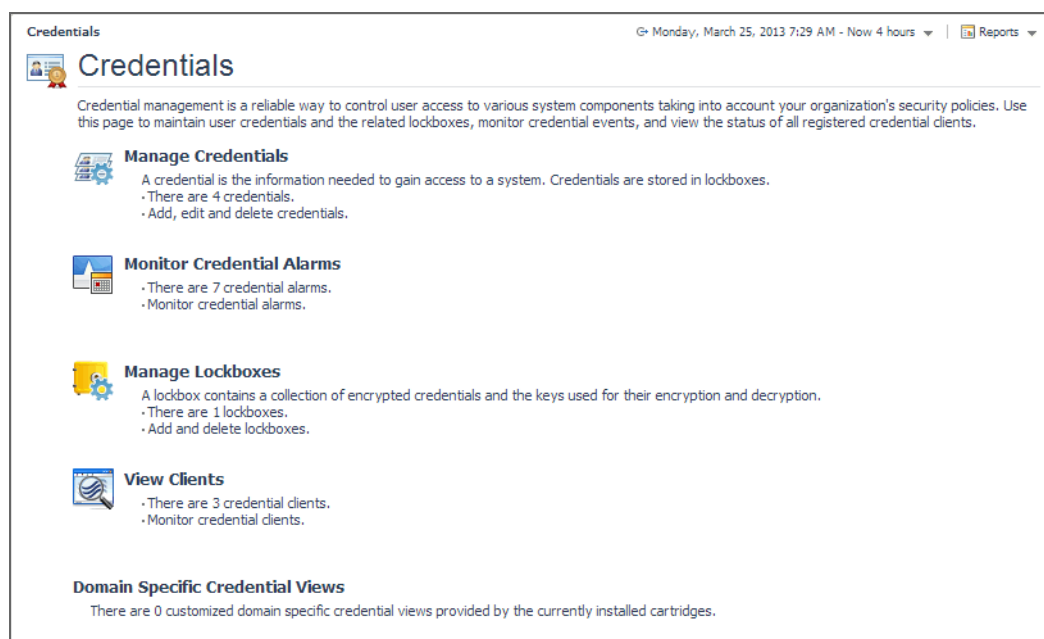 Credentials
Monday, March 25, 2013 7:29 AM - Now 4 hours
Reports
Credentials
Credential management is a reliable way to control user access to various system components taking into account your organization's security policies. Use
this page to maintain user credentials and the related lockboxes, monitor credential events, and view the status of all registered credential clients.
Manage Credentials
A credential is the information needed to gain access to a system. Credentials are stored in lockboxes.
· There are 4 credentials.
· Add, edit and delete credentials.
Monitor Credential Alarms
· There are 7 credential alarms.
· Monitor credential alarms.
Manage Lockboxes
A lockbox contains a collection of encrypted credentials and the keys used for their encryption and decryption.
· There are 1 lockboxes.
· Add and delete lockboxes.
View Clients
· There are 3 credential clients.
· Monitor credential clients.
Domain Specific Credential Views
There are 0 customized domain specific credential views provided by the currently installed cartridges.